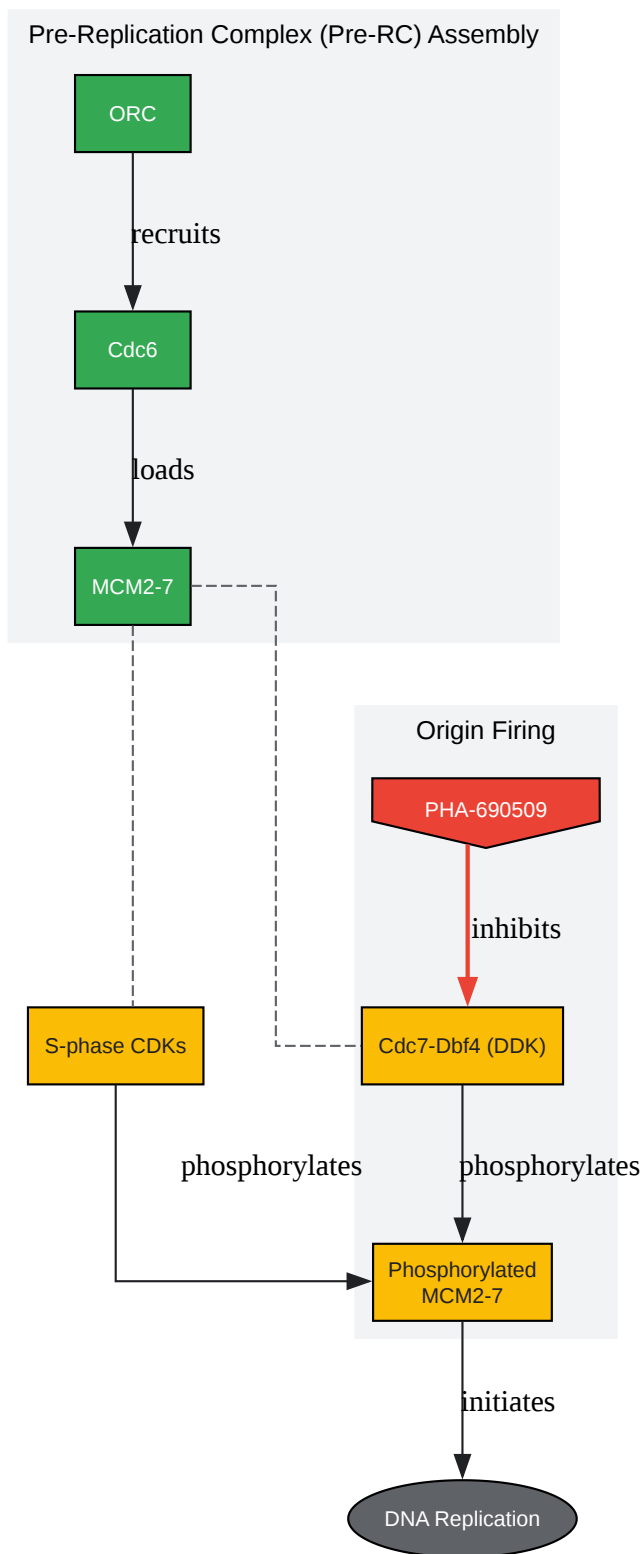 Pre-Replication Complex (Pre-RC) Assembly
ORC
recruits
Cdc6
loads
MCM2-7
Origin Firing
PHA-690509
inhibits
S-phase CDKs
Cdc7-Dbf4 (DDK)
phosphorylates
phosphorylates
Phosphorylated
MCM2-7
initiates
DNA Replication